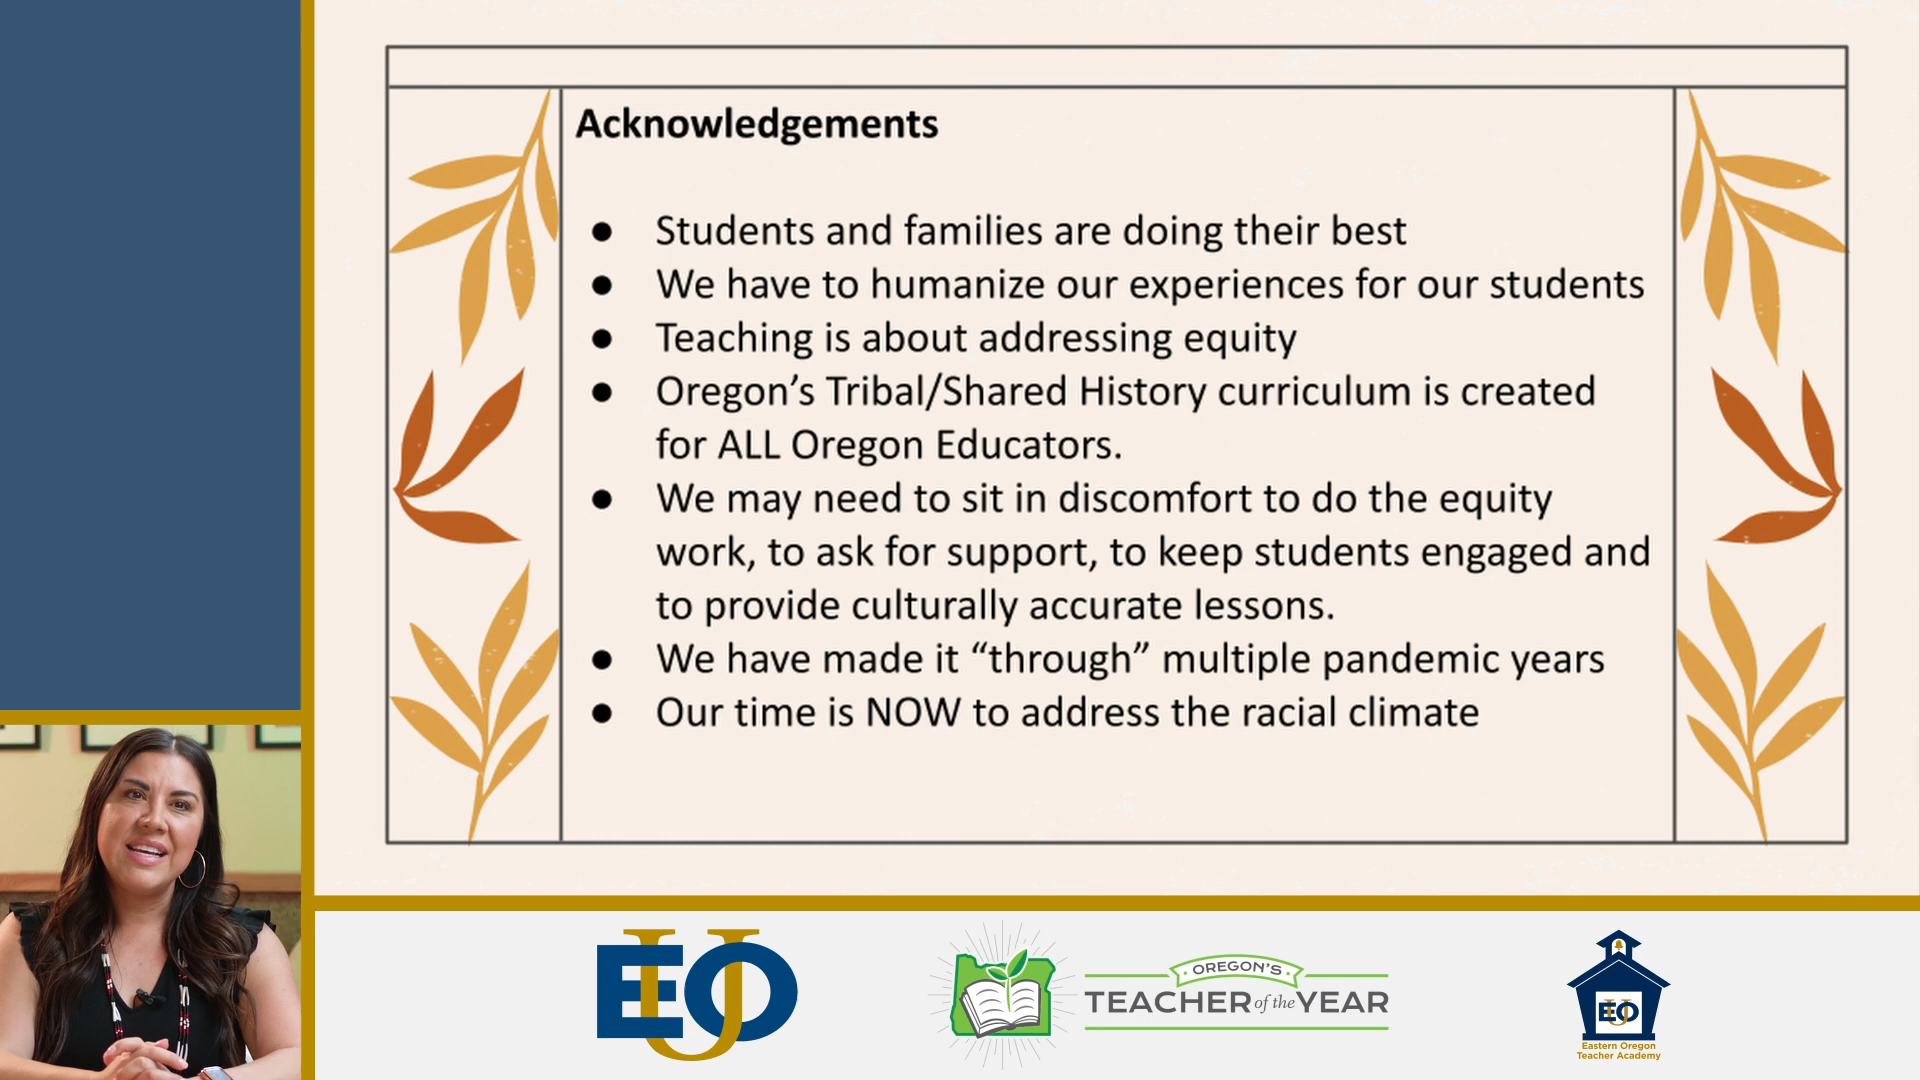 Acknowledgements
● Students and families are doing their best
● We have to humanize our experiences for our students
● Teaching is about addressing equity
● Oregon’s Tribal/Shared History curriculum is created
for ALL Oregon Educators.
● We may need to sit in discomfort to do the equity
work, to ask for support, to keep students engaged and
to provide culturally accurate lessons.
● We have made it “through” multiple pandemic years
● Our time is NOW to address the racial climate
EOU
OREGON'S
TEACHER of the YEAR
EOU
Eastern Oregon
Teacher Academy